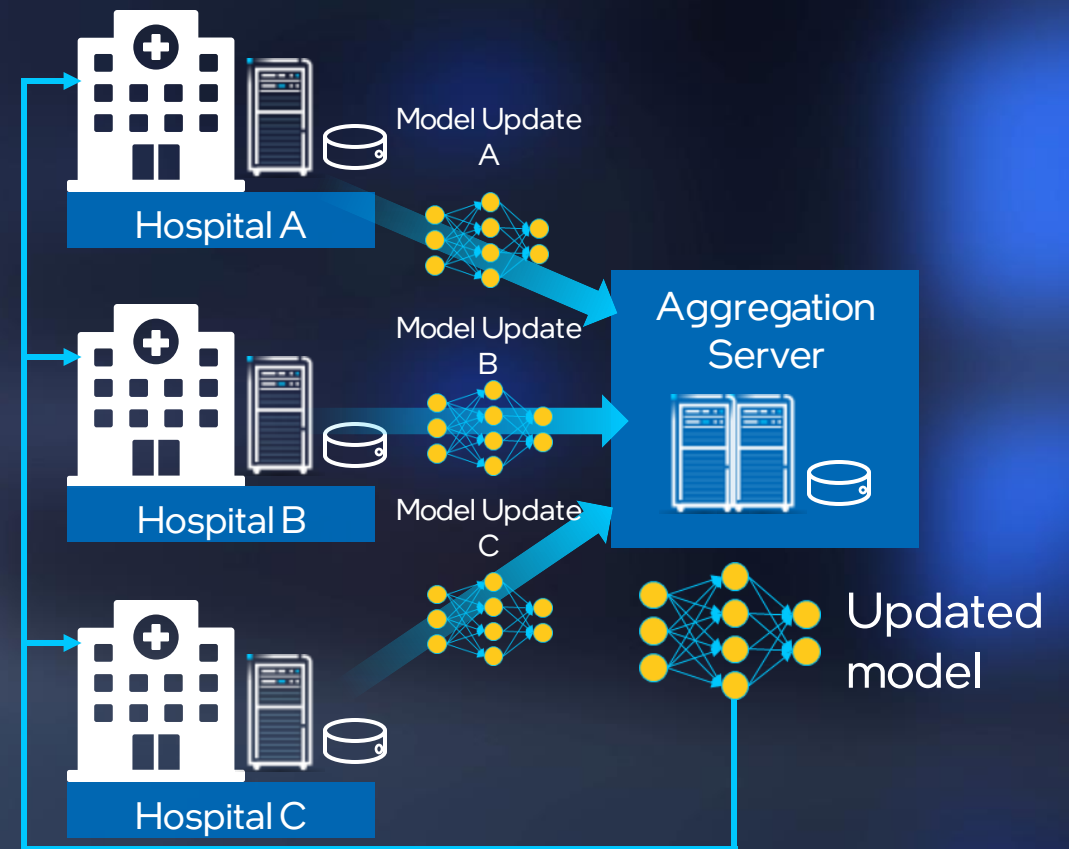 Model Update
A
Hospital A
Model Update
B
Hospital B
Model Update
C
Hospital C
Aggregation
Server
Updated
model